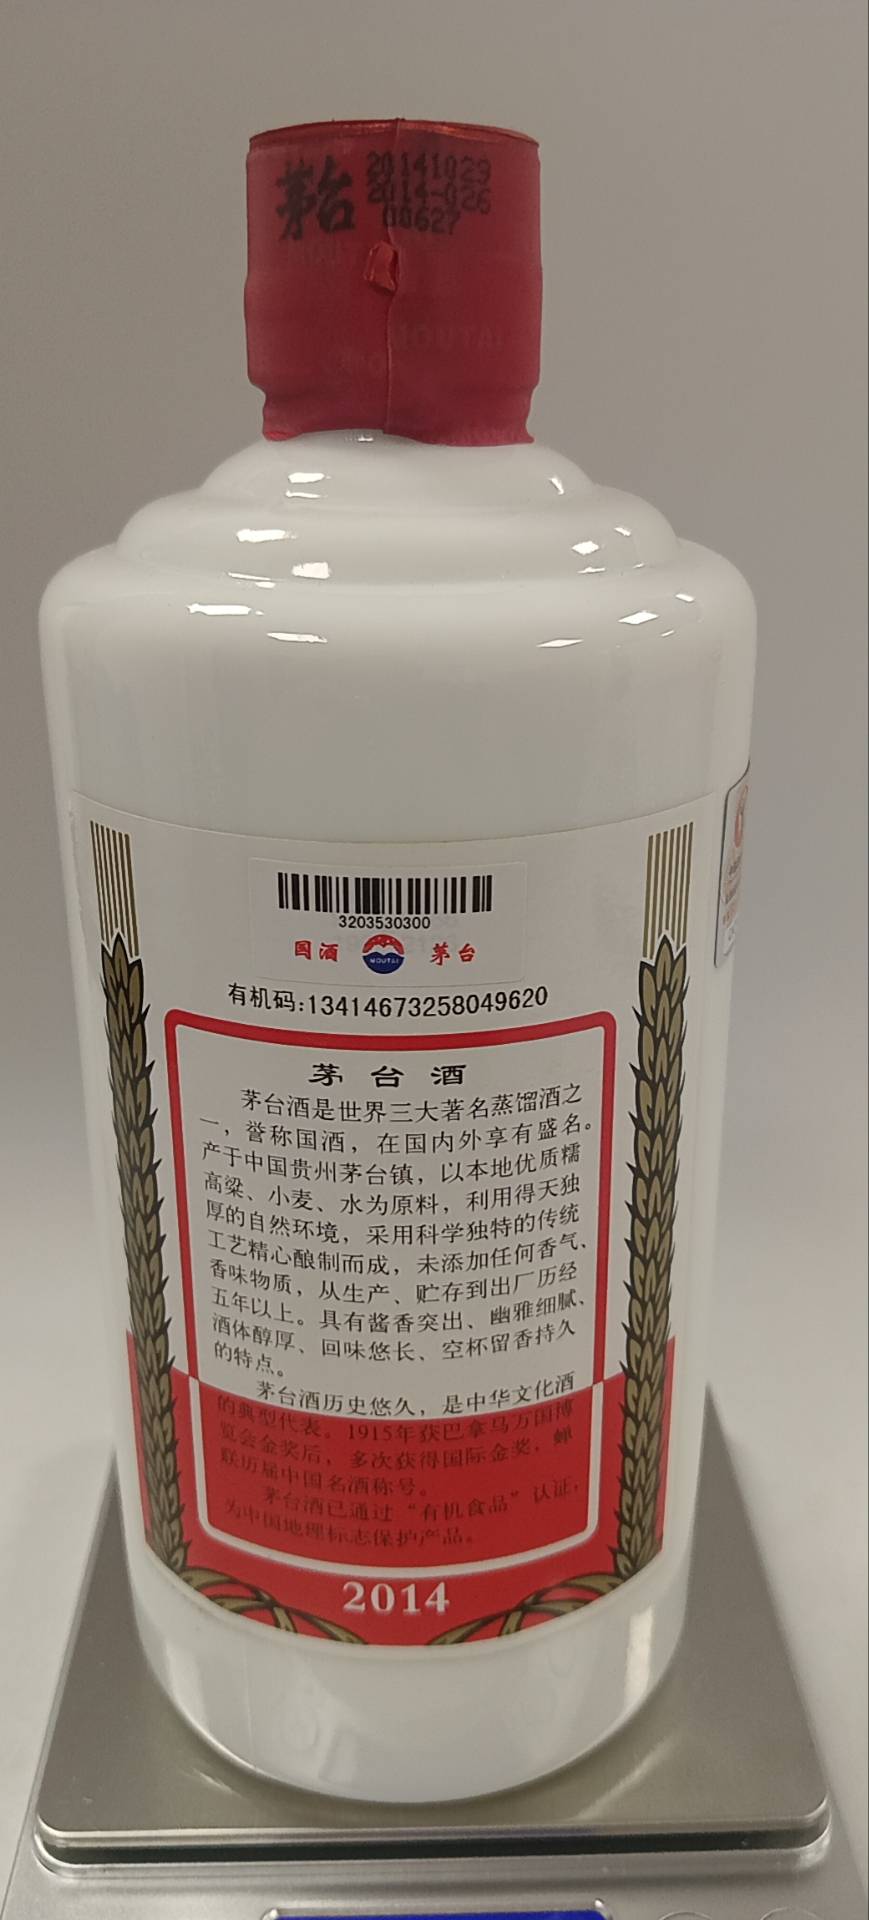 茅台 20141029
2014-026
00627
MOUTAI
3203530300
国酒 MOUTAI 茅台
有机码:13414673258049620
茅台酒
茅台酒是世界三大著名蒸馏酒之
一，誉称国酒，在国内外享有盛名。
产于中国贵州茅台镇，以本地优质糯
高粱、小麦、水为原料，利用得天独
厚的自然环境，采用科学独特的传统
工艺精心酿制而成，未添加任何香气、
香味物质，从生产、贮存到出厂历经
五年以上。具有酱香突出、幽雅细腻、
酒体醇厚、回味悠长、空杯留香持久
的特点。
茅台酒历史悠久，是中华文化酒
的典型代表。1915年获巴拿马万国博
览会金奖后，多次获得国际金奖，蝉
联历届中国名酒称号。
茅台酒已通过“有机食品”认证，
为中国地理标志保护产品。
2014